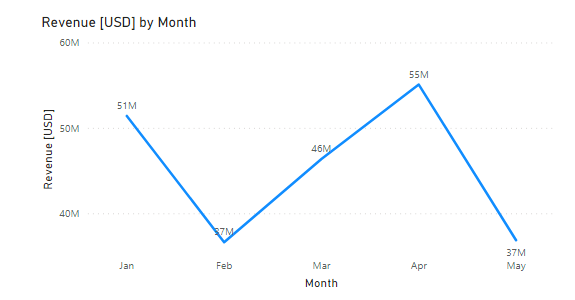 Revenue [USD] by Month
60M
50M
40M
Revenue [USD]
51M
37M
46M
55M
37M
Jan Feb Mar Apr May
Month